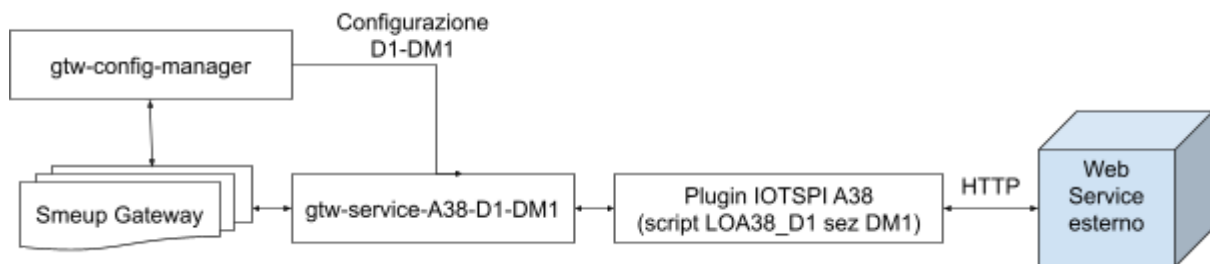 Configurazione
D1-DM1
gtw-config-manager
Smeup Gateway
gtw-service-A38-D1-DM1
Plugin IOTSPI A38
(script LOA38_D1 sez DM1)
HTTP
Web
Service
esterno